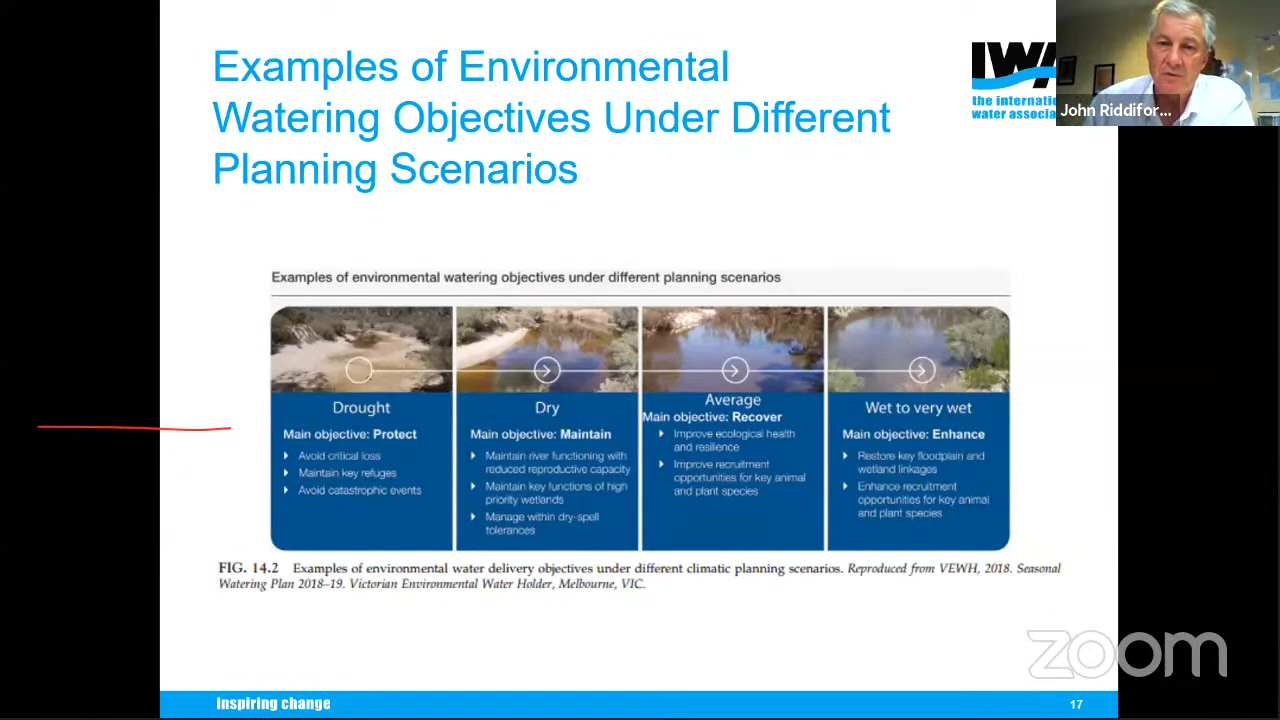 Examples of Environmental
Watering Objectives Under Different
Planning Scenarios
IWA
the internatio
water associa
John Riddifor...
Examples of environmental watering objectives under different planning scenarios
Drought
Main objective: Protect
Avoid critical loss
Maintain key refuges
Avoid catastrophic events
Dry
Main objective: Maintain
Maintain river functioning with
reduced reproductive capacity
Maintain key functions of high
priority wetlands
Manage within dry-spell
tolerances
Average
Main objective: Recover
Improve ecological health
and resilience
Improve recruitment
opportunities for key animal
and plant species
Wet to very wet
Main objective: Enhance
Restore key floodplain and
wetland linkages
Enhance recruitment
opportunities for key animal
and plant species
FIG. 14.2 Examples of environmental water delivery objectives under different climatic planning scenarios. Reproduced from VEWH, 2018. Seasonal
Watering Plan 2018–19. Victorian Environmental Water Holder, Melbourne, VIC.
zoom
inspiring change
17